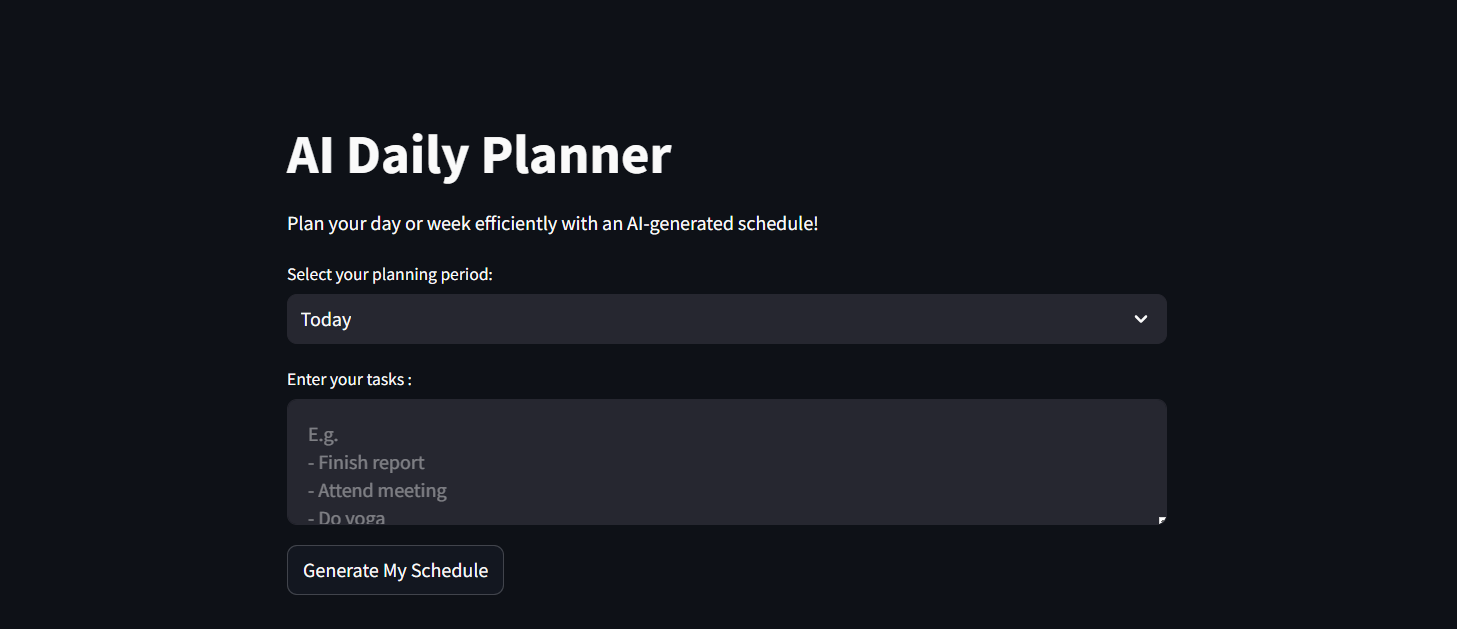 AI Daily Planner
Plan your day or week efficiently with an AI-generated schedule!
Select your planning period:
Today
Enter your tasks :
E.g.
- Finish report
- Attend meeting
- Do yoga
Generate My Schedule